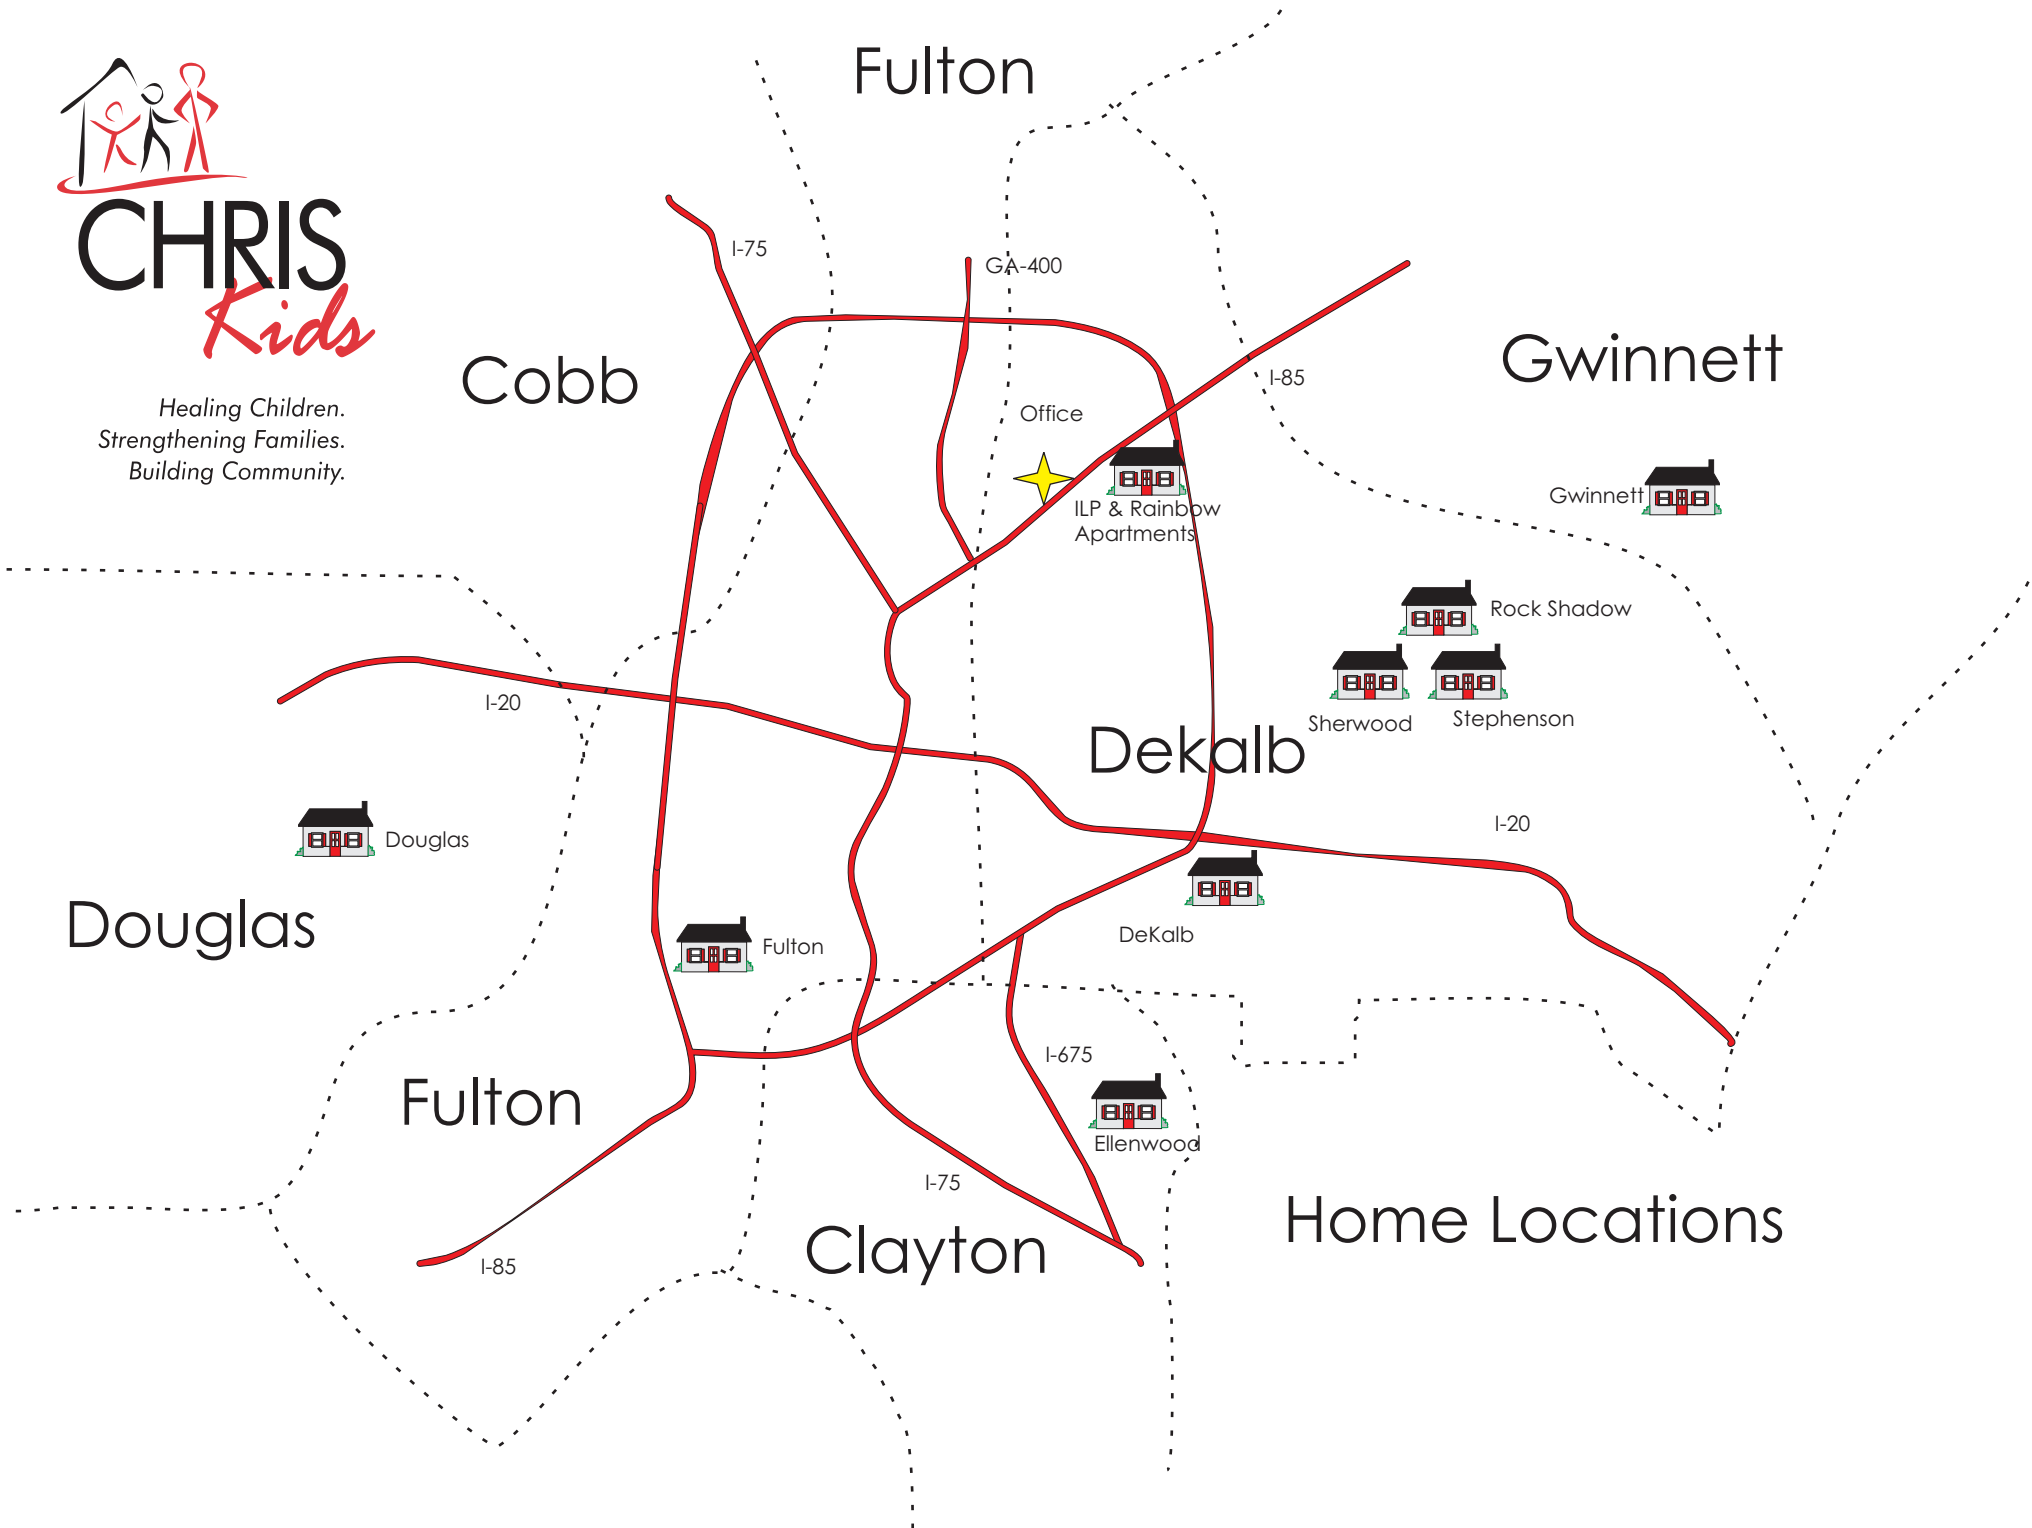 Fulton
CHRIS
Kids
Healing Children.
Strengthening Families.
Building Community.
I-75
GA-400
Cobb
Gwinnett
I-85
Office
ILP & Rainbow
Apartments
Gwinnett
Rock Shadow
Sherwood
Stephenson
I-20
Dekalb
I-20
Douglas
Douglas
Fulton
DeKalb
Fulton
I-675
Ellenwood
I-75
Clayton
Home Locations
I-85